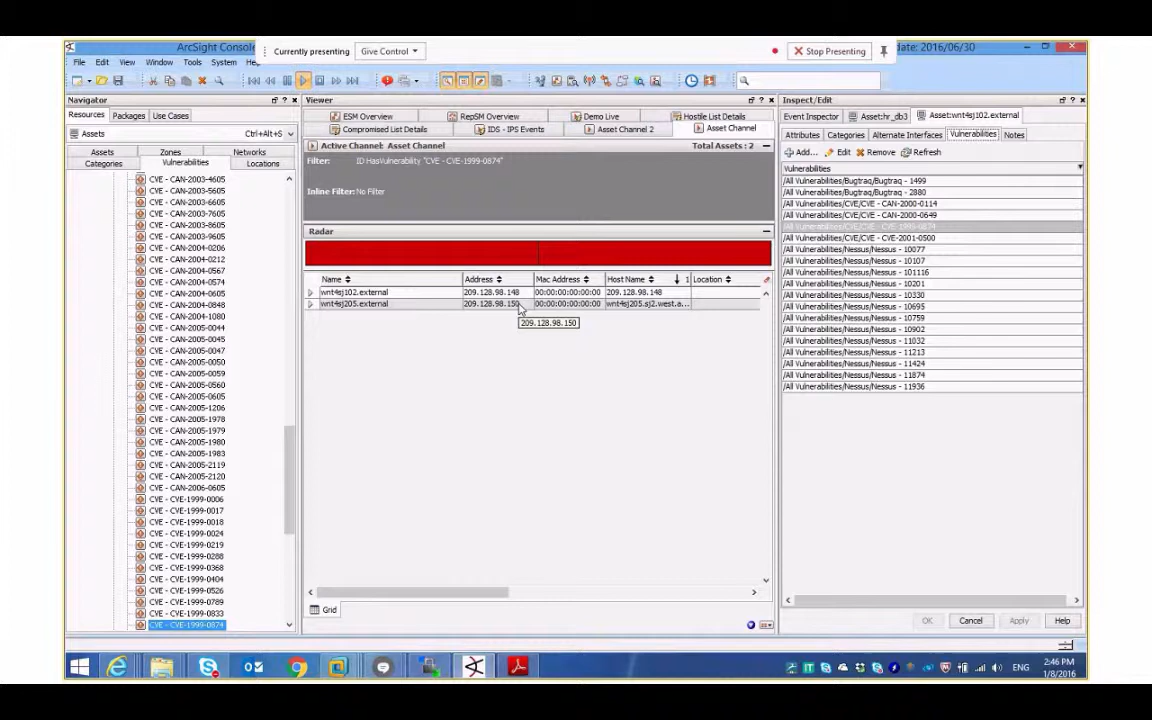 ArcSight Consol
Currently presenting
Give Control
Stop Presenting
date: 2016/06/30
File Edit View Window Tools System
Navigator
Resources Packages Use Cases
Assets Ctrl+Alt+S
Assets Zones Networks
Categories Vulnerabilities Locations
CVE - CAN-2003-4605
CVE - CAN-2003-5605
CVE - CAN-2003-6605
CVE - CAN-2003-7605
CVE - CAN-2003-8605
CVE - CAN-2003-9605
CVE - CAN-2004-0206
CVE - CAN-2004-0212
CVE - CAN-2004-0567
CVE - CAN-2004-0574
CVE - CAN-2004-0605
CVE - CAN-2004-0848
CVE - CAN-2004-1080
CVE - CAN-2005-0044
CVE - CAN-2005-0045
CVE - CAN-2005-0047
CVE - CAN-2005-0050
CVE - CAN-2005-0059
CVE - CAN-2005-0560
CVE - CAN-2005-0605
CVE - CAN-2005-1206
CVE - CAN-2005-1978
CVE - CAN-2005-1979
CVE - CAN-2005-1980
CVE - CAN-2005-1983
CVE - CAN-2005-2119
CVE - CAN-2005-2120
CVE - CAN-2006-0605
CVE - CVE-1999-0006
CVE - CVE-1999-0017
CVE - CVE-1999-0018
CVE - CVE-1999-0024
CVE - CVE-1999-0219
CVE - CVE-1999-0288
CVE - CVE-1999-0368
CVE - CVE-1999-0404
CVE - CVE-1999-0526
CVE - CVE-1999-0789
CVE - CVE-1999-0833
CVE - CVE-1999-0874
Viewer
ESM Overview RepSM Overview Demo Live Hostile List Details
Compromised List Details IDS - IPS Events Asset Channel 2 Asset Channel
Active Channel: Asset Channel Total Assets: 2
Filter: ID HasVulnerability "CVE - CVE-1999-0874"
Inline Filter: No Filter
Radar
Name Address Mac Address Host Name 1 Location
wnt4sj102.external 209.128.98.148 00:00:00:00:00:00 209.128.98.148
wnt4sj205.external 209.128.98.150 00:00:00:00:00:00 wnt4sj205.sj2.west.a...
209.128.98.150
Grid
Inspect/Edit
Event Inspector Asset:hr_db3 Asset:wnt4sj102.external
Attributes Categories Alternate Interfaces Vulnerabilities Notes
Add... Edit Remove Refresh
Vulnerabilities
/All Vulnerabilities/Bugtraq/Bugtraq - 1499
/All Vulnerabilities/Bugtraq/Bugtraq - 2880
/All Vulnerabilities/CVE/CVE - CAN-2000-0114
/All Vulnerabilities/CVE/CVE - CAN-2000-0649
/All Vulnerabilities/CVE/CVE - CVE-1999-0874
/All Vulnerabilities/CVE/CVE - CVE-2001-0500
/All Vulnerabilities/Nessus/Nessus - 10077
/All Vulnerabilities/Nessus/Nessus - 10107
/All Vulnerabilities/Nessus/Nessus - 101116
/All Vulnerabilities/Nessus/Nessus - 10201
/All Vulnerabilities/Nessus/Nessus - 10330
/All Vulnerabilities/Nessus/Nessus - 10695
/All Vulnerabilities/Nessus/Nessus - 10759
/All Vulnerabilities/Nessus/Nessus - 10902
/All Vulnerabilities/Nessus/Nessus - 11032
/All Vulnerabilities/Nessus/Nessus - 11213
/All Vulnerabilities/Nessus/Nessus - 11424
/All Vulnerabilities/Nessus/Nessus - 11874
/All Vulnerabilities/Nessus/Nessus - 11936
OK Cancel Apply Help
ENG
2:46 PM
1/8/2016